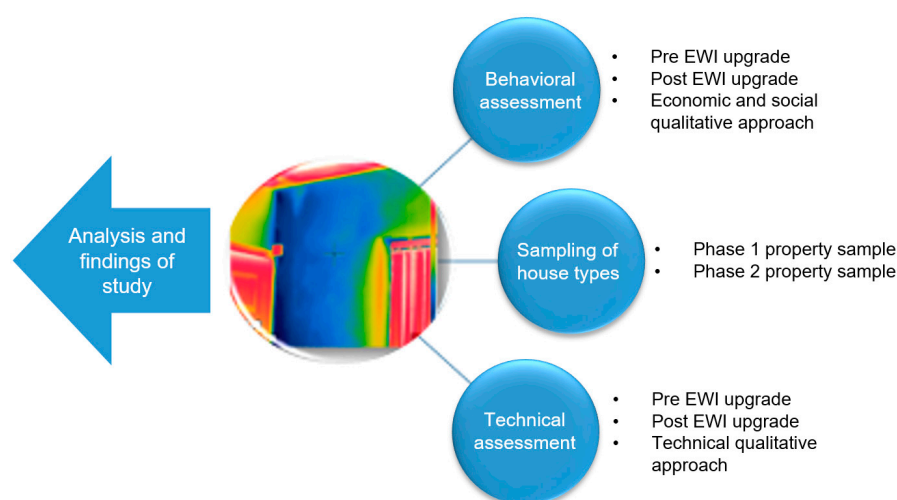 Behavioral
assessment
• Pre EWI upgrade
• Post EWI upgrade
• Economic and social
qualitative approach
Analysis and
findings of
study
Sampling of
house types
• Phase 1 property sample
• Phase 2 property sample
Technical
assessment
• Pre EWI upgrade
• Post EWI upgrade
• Technical qualitative
approach